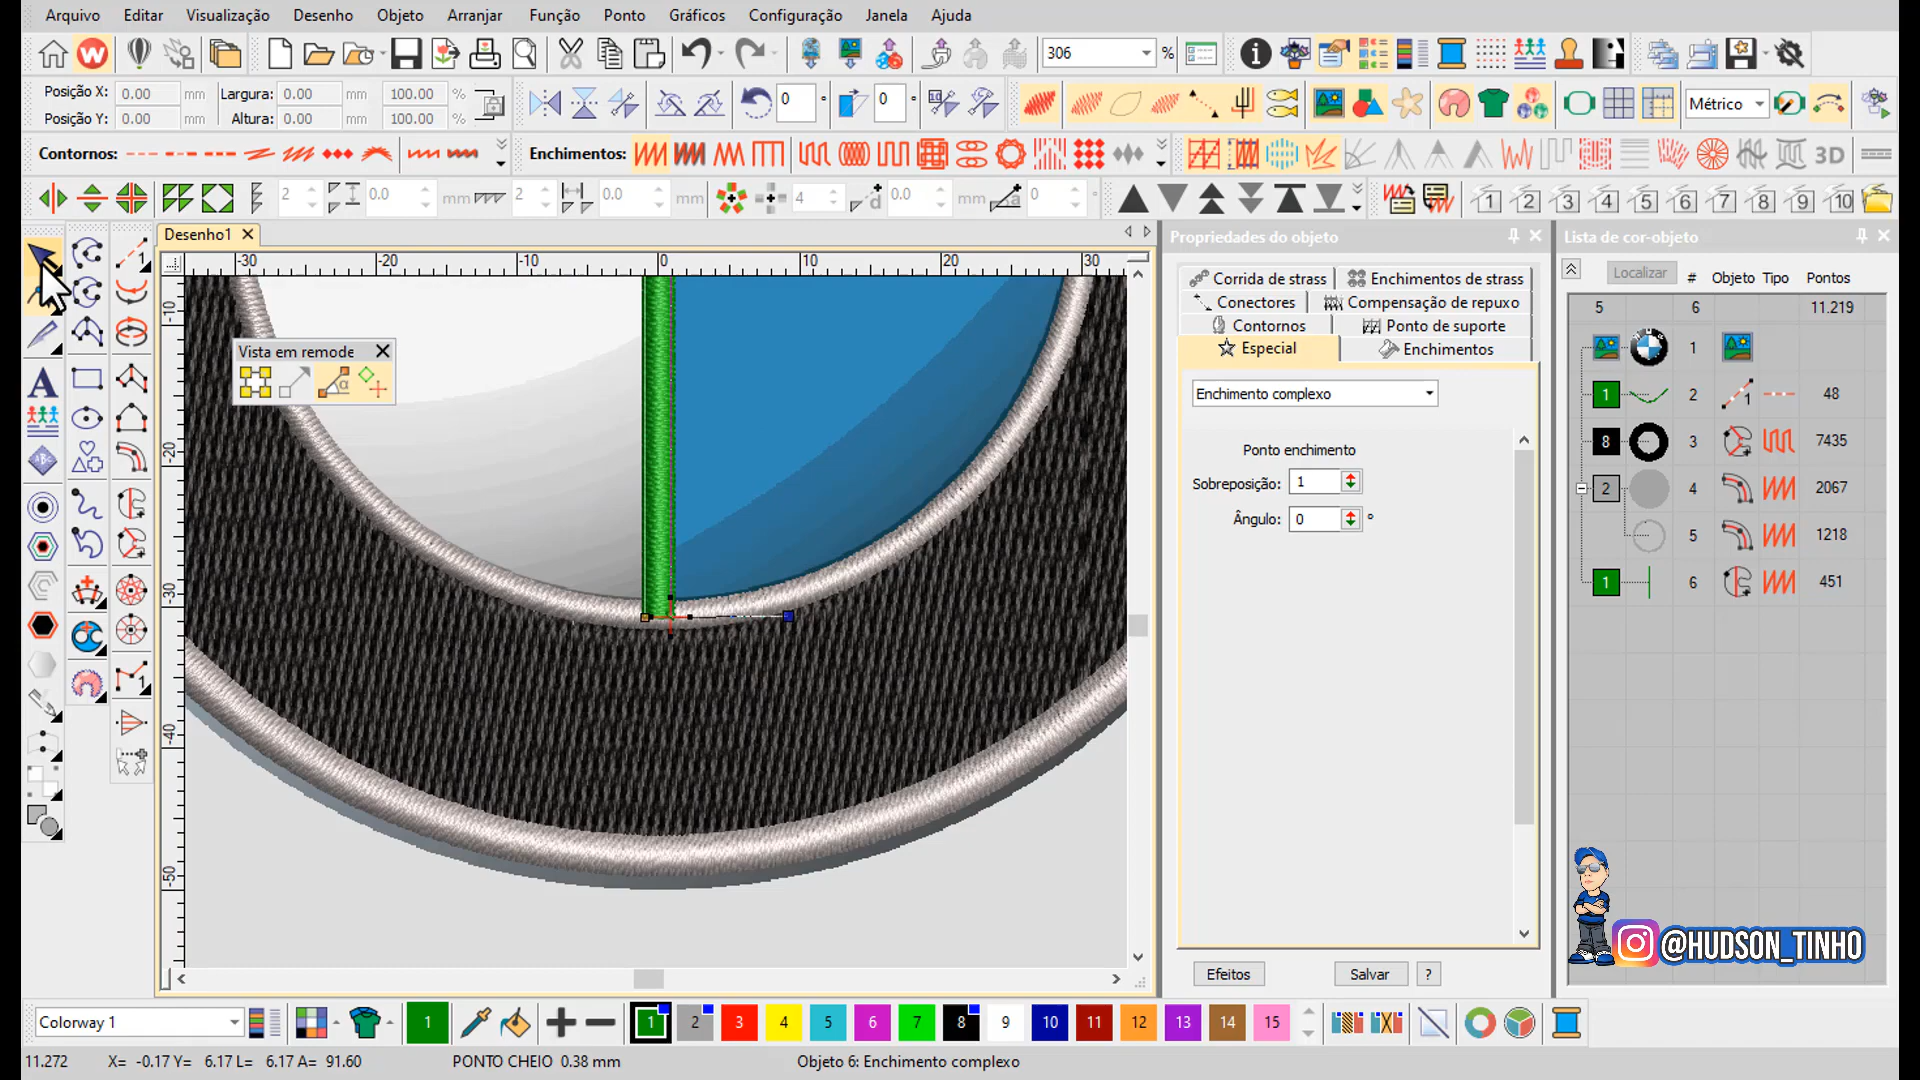 Arquivo Editar Visualização Desenho Objeto Arranjar Função Ponto Gráficos Configuração Janela Ajuda
306 %
Posição X: 0.00 mm Largura: 0.00 mm 100.00 % 0 ° 0 ° Métrico
Posição Y: 0.00 mm Altura: 0.00 mm 100.00 %
Contornos: Enchimentos: 3D
2 0.0 mm 2 0.0 mm 4 0.0 mm 0 ° 1 2 3 4 5 6 7 8 9 10
Desenho1
-30 -20 -10 0 10 20 30
-10 -20 -30 -40 -50
Vista em remode
Propriedades do objeto
Corrida de strass Enchimentos de strass
Conectores Compensação de repuxo
Contornos Ponto de suporte
Especial Enchimentos
Enchimento complexo
Ponto enchimento
Sobreposição: 1
Ângulo: 0 °
Efeitos Salvar ?
Lista de cor-objeto
Localizar # Objeto Tipo Pontos
5 6 11.219
1
1 2 48
8 3 7435
2 4 2067
5 1218
1 6 451
@HUDSON_TINHO
Colorway 1 1 1 2 3 4 5 6 7 8 9 10 11 12 13 14 15
11.272 X= -0.17 Y= 6.17 L= 6.17 A= 91.60 PONTO CHEIO 0.38 mm Objeto 6: Enchimento complexo